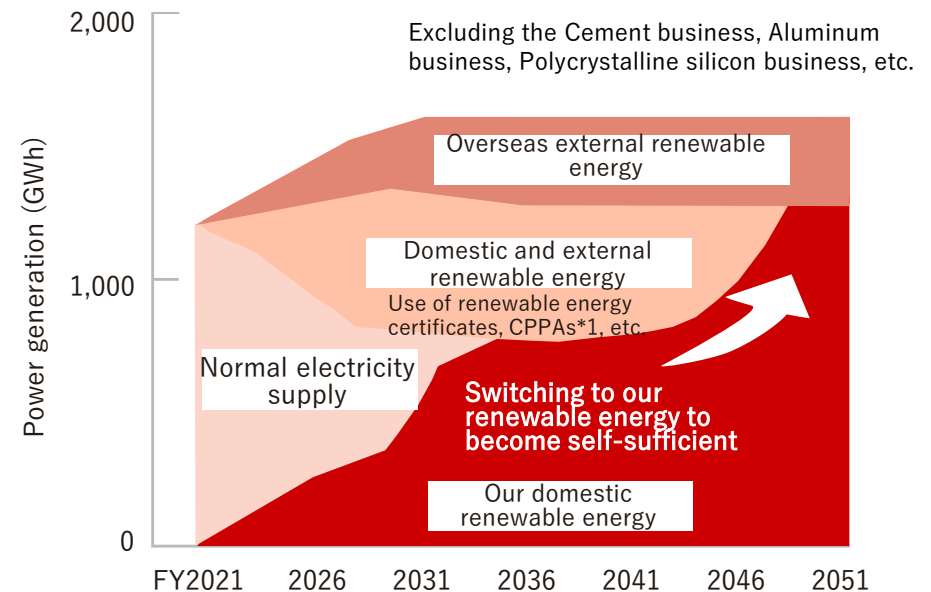 2,000
Excluding the Cement business, Aluminum
business, Polycrystalline silicon business, etc.
Power generation (GWh)
Overseas external renewable
energy
Domestic and external
renewable energy
1,000
Use of renewable energy
certificates, CPPAs*1, etc.
Normal electricity
supply
Switching to our
renewable energy to
become self-sufficient
Our domestic
renewable energy
0
FY2021 2026 2031 2036 2041 2046 2051